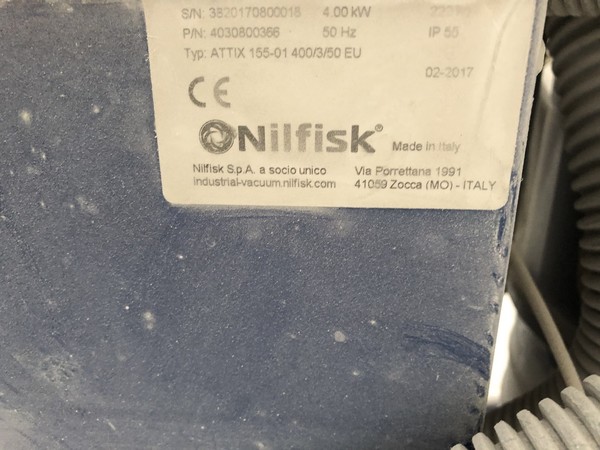 S/N: 3520170800018 4.00 kW
P/N: 4030800366 50 Hz IP 55
Typ: ATTIX 155-01 400/3/50 EU
02-2017
CE
Nilfisk® Made in Italy
Nilfisk S.p.A. a socio unico Via Porrettana 1991
industrial-vacuum.nilfisk.com 41059 Zocca (MO) - ITALY